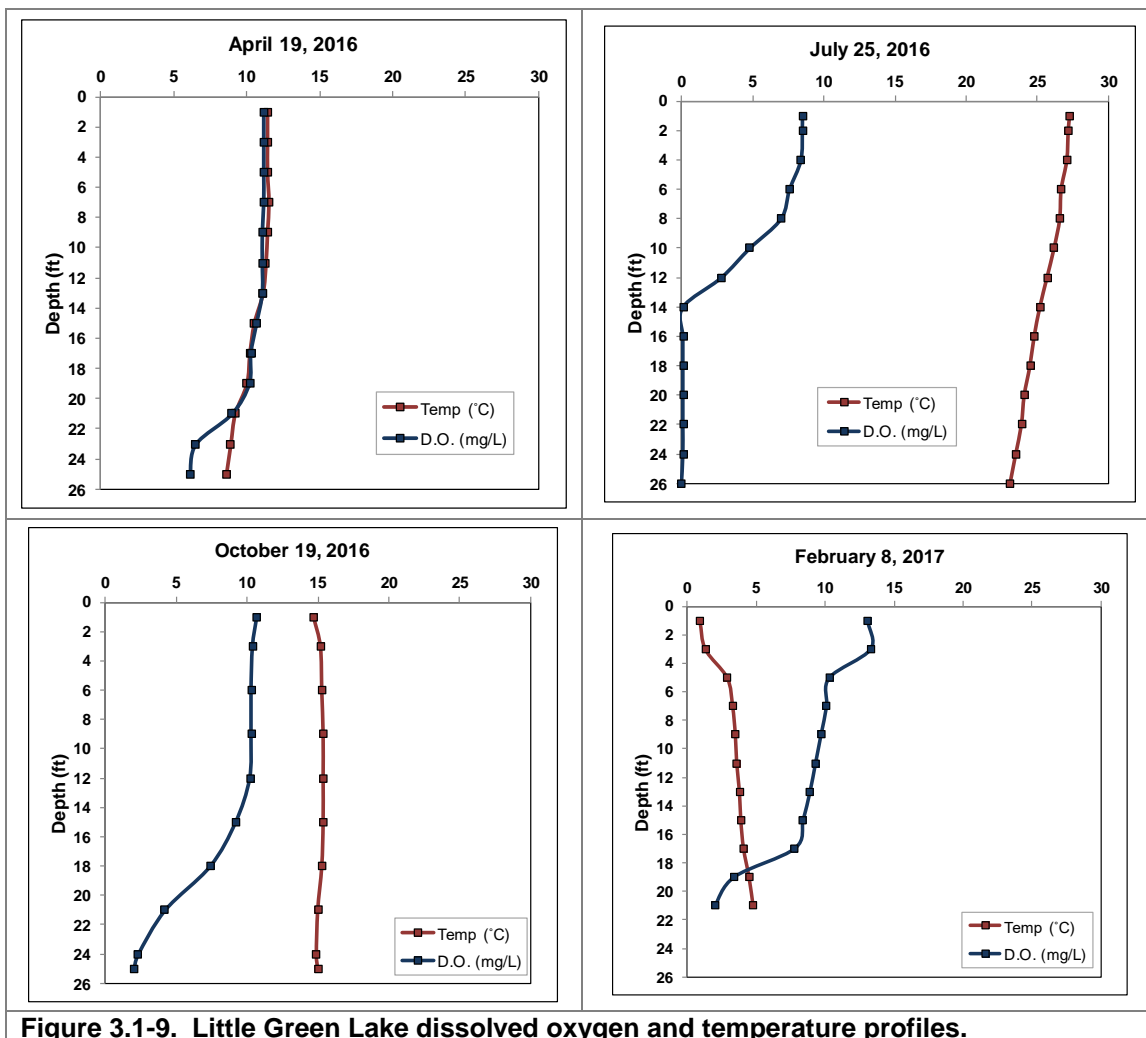 April 19, 2016
0 5 10 15 20 25 30
0
2
4
6
8
10
12
14
16
18
20
22
24
26
Depth (ft)
Temp (˚C)
D.O. (mg/L)
July 25, 2016
0 5 10 15 20 25 30
0
2
4
6
8
10
12
14
16
18
20
22
24
26
Depth (ft)
Temp (˚C)
D.O. (mg/L)
October 19, 2016
0 5 10 15 20 25 30
0
2
4
6
8
10
12
14
16
18
20
22
24
26
Depth (ft)
Temp (˚C)
D.O. (mg/L)
February 8, 2017
0 5 10 15 20 25 30
0
2
4
6
8
10
12
14
16
18
20
22
24
26
Depth (ft)
Temp (˚C)
D.O. (mg/L)
Figure 3.1-9. Little Green Lake dissolved oxygen and temperature profiles.